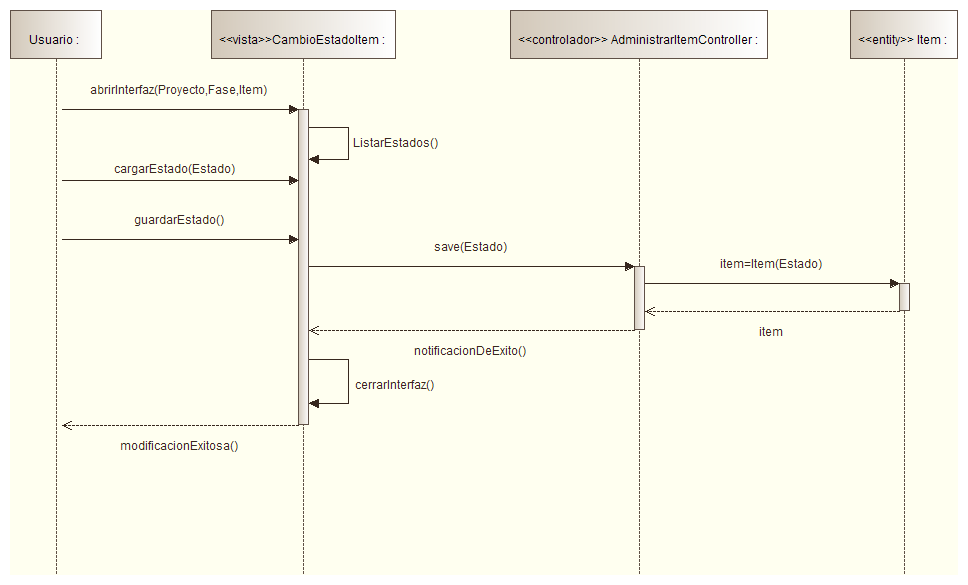 Usuario :
<<vista>>CambioEstadoItem :
<<controlador>> AdministrarItemController :
<<entity>> Item :
abrirInterfaz(Proyecto,Fase,Item)
ListarEstados()
cargarEstado(Estado)
guardarEstado()
save(Estado)
item=Item(Estado)
item
notificacionDeExito()
cerrarInterfaz()
modificacionExitosa()